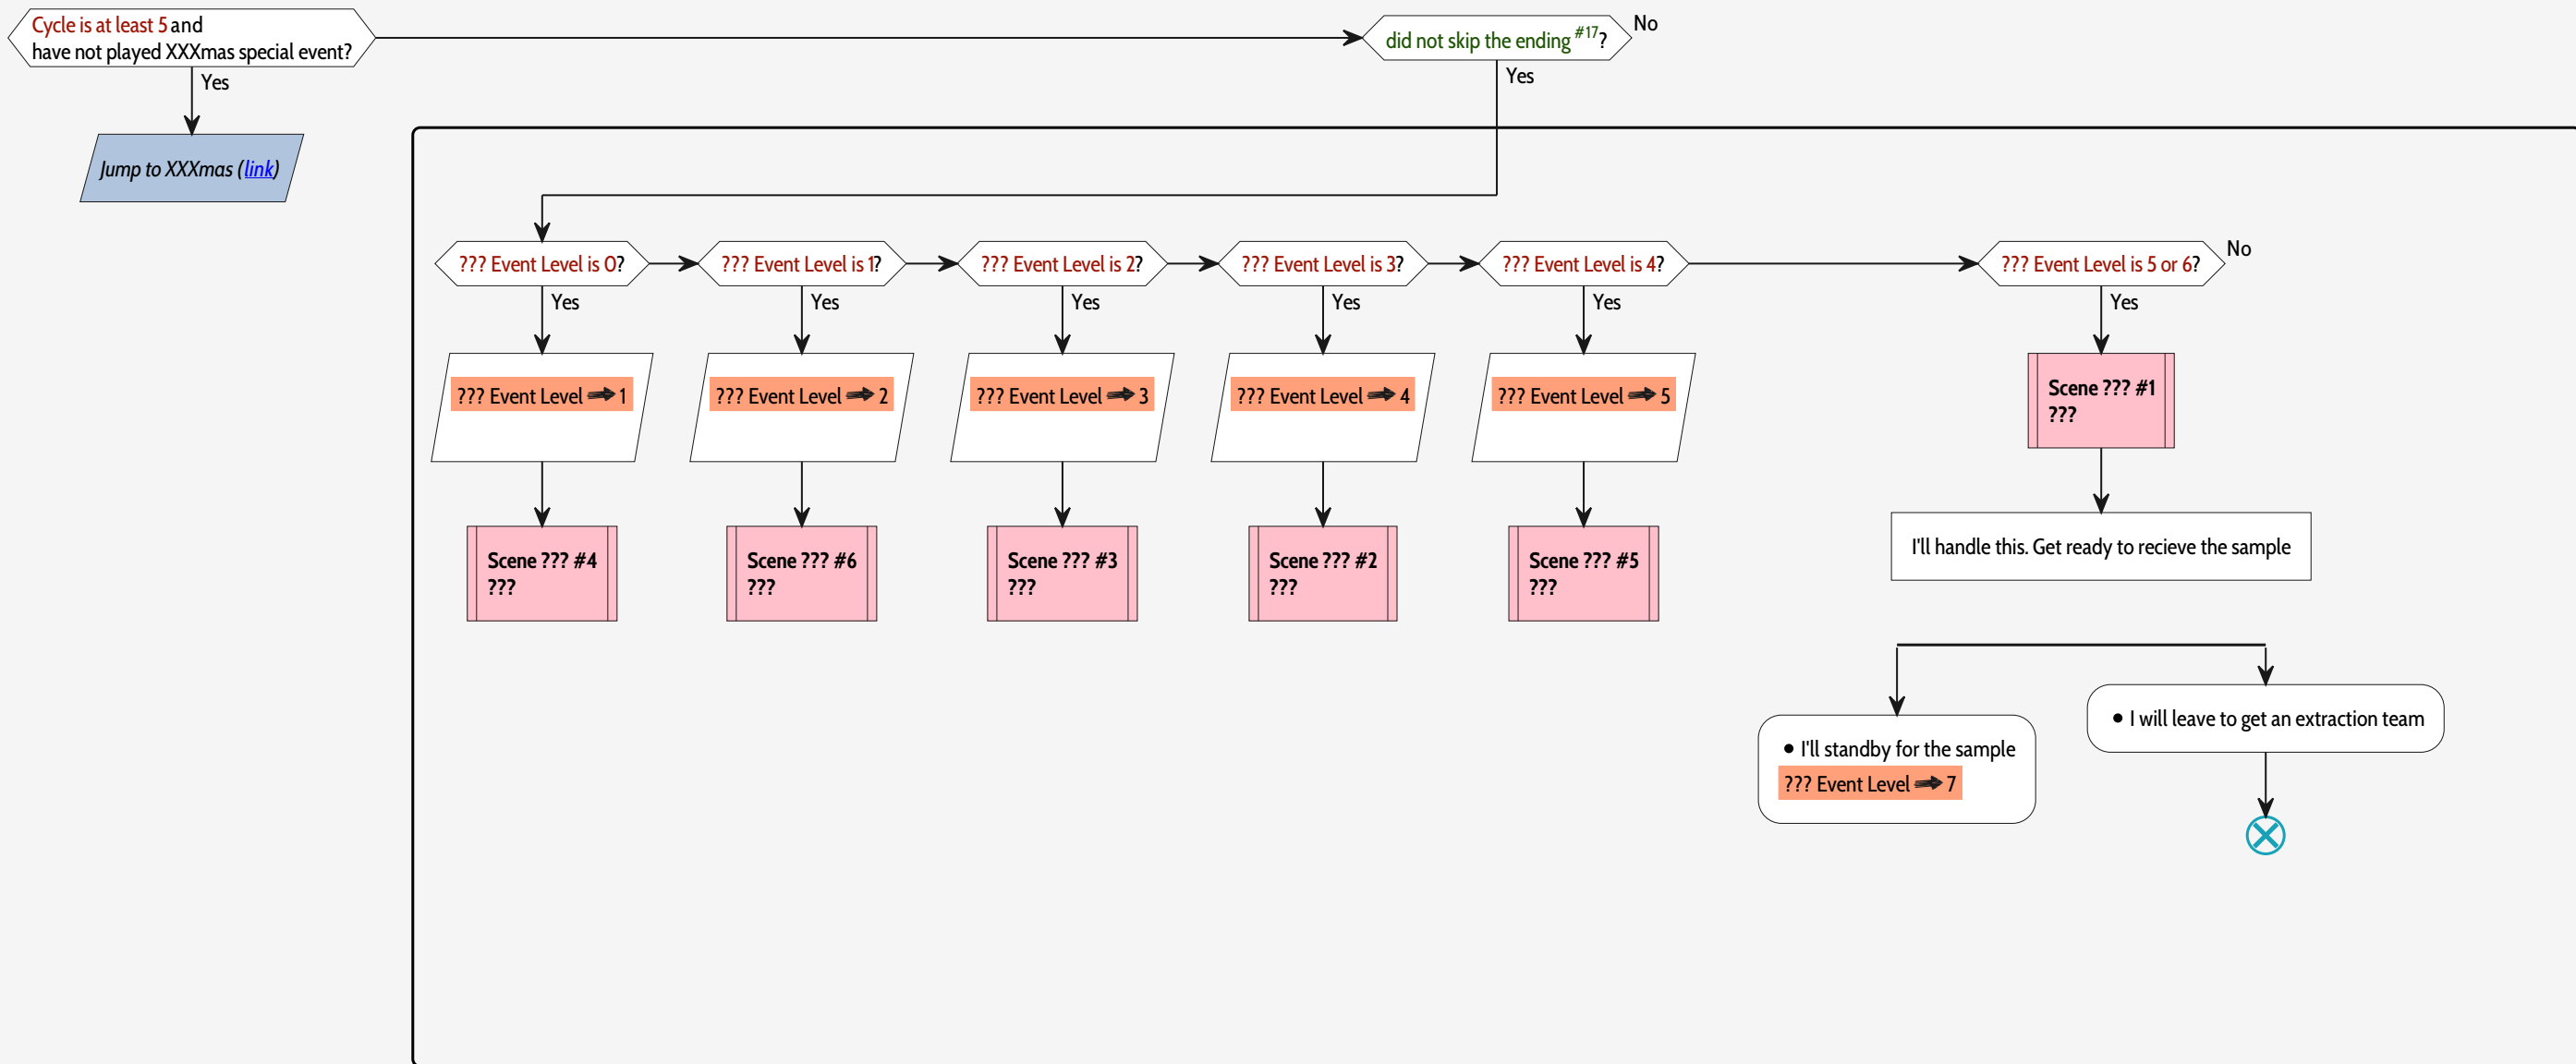 Cycle is at least 5 and
have not played XXXmas special event?
did not skip the ending #17?
No
Yes
Yes
Jump to XXXmas (link)
??? Event Level is 0?
??? Event Level is 1?
??? Event Level is 2?
??? Event Level is 3?
??? Event Level is 4?
??? Event Level is 5 or 6?
No
Yes
Yes
Yes
Yes
Yes
Yes
??? Event Level ➾ 1
??? Event Level ➾ 2
??? Event Level ➾ 3
??? Event Level ➾ 4
??? Event Level ➾ 5
Scene ??? #1
???
Scene ??? #4
???
Scene ??? #6
???
Scene ??? #3
???
Scene ??? #2
???
Scene ??? #5
???
I'll handle this. Get ready to recieve the sample
• I will leave to get an extraction team
• I'll standby for the sample
??? Event Level ➾ 7